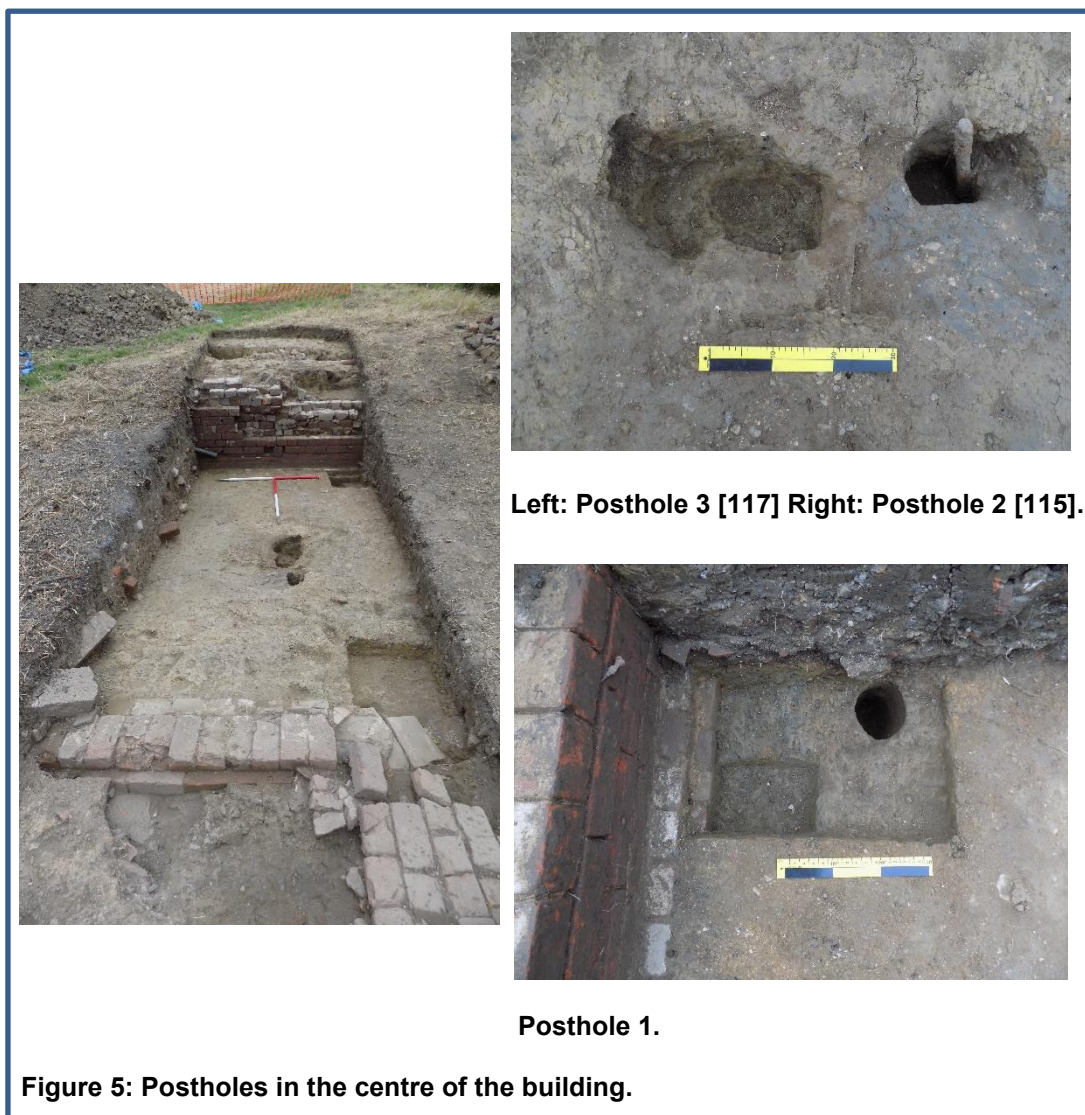 Left: Posthole 3 [117] Right: Posthole 2 [115].
Posthole 1.
Figure 5: Postholes in the centre of the building.